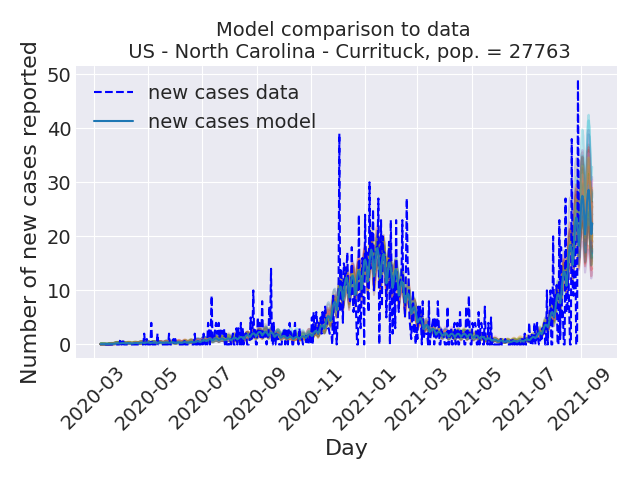 Model comparison to data
US - North Carolina - Currituck, pop. = 27763
Number of new cases reported
50
40
30
20
10
0
new cases data
new cases model
2020-03
2020-05
2020-07
2020-09
2020-11
2021-01
2021-03
2021-05
2021-07
2021-09
Day